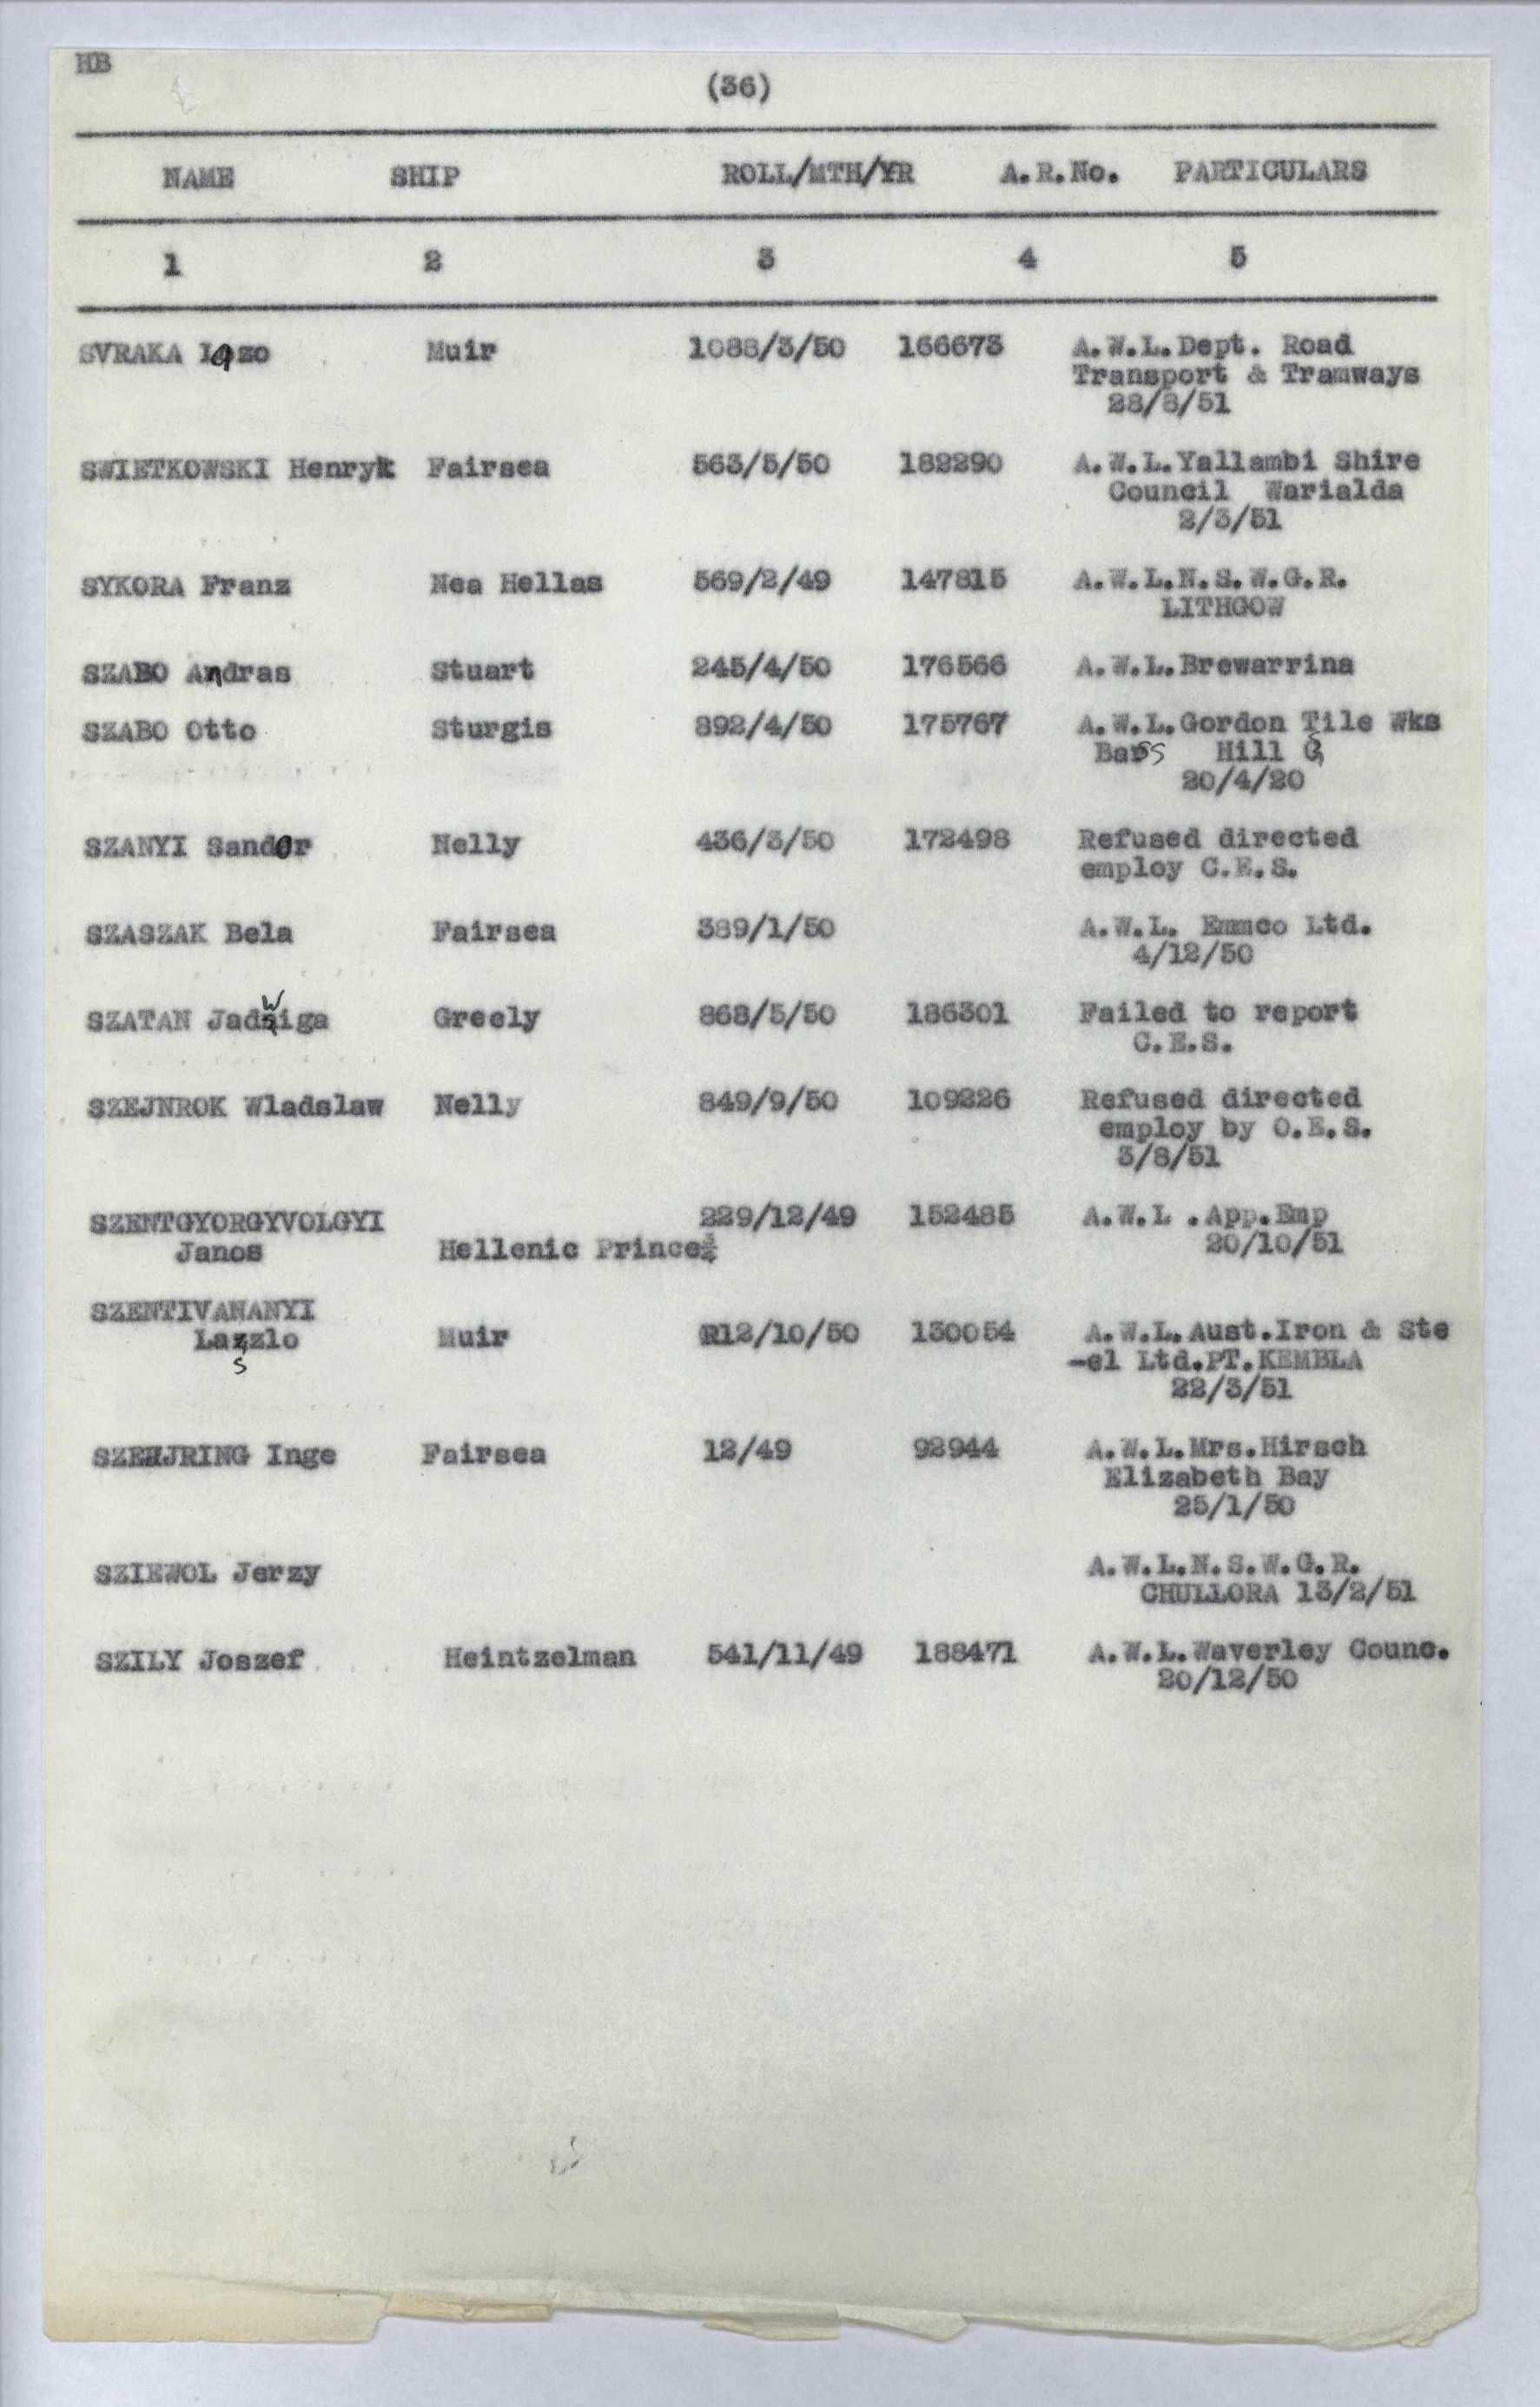 HB
(36)
NAME SHIP ROLL/MTH/YR A.R.No. PARTICULARS
1 2 3 4 5
SVRAKA Lazo Muir 1088/3/50 166673 A.W.L.Dept. Road
Transport & Tramways
28/8/51
SWIETKOWSKI Henryk Fairsea 563/5/50 182290 A.W.L.Yallambi Shire
Council Warialda
2/3/51
SYKORA Franz Nea Hellas 569/2/49 147815 A.W.L.N.S.W.G.R.
LITHGOW
SZABO Andras Stuart 245/4/50 176566 A.W.L.Brewarrina
SZABO Otto Sturgis 892/4/50 175767 A.W.L.Gordon Tile Wks
Bass Hill
20/4/20
SZANYI Sandor Nelly 436/3/50 172498 Refused directed
employ C.E.S.
SZASZAK Bela Fairsea 389/1/50 A.W.L. Emmco Ltd.
4/12/50
SZATAN Jadwiga Greely 868/5/50 186301 Failed to report
C.E.S.
SZEJNROK Wladslaw Nelly 849/9/50 109226 Refused directed
employ by C.E.S.
3/8/51
SZENTGYORGYVOLGYI 229/12/49 152485 A.W.L .App.Emp
Janos Hellenic Prince 20/10/51
SZENTIVANANYI
Laszlo Muir R12/10/50 130054 A.W.L.Aust.Iron & Ste
-el Ltd.PT.KEMBLA
22/3/51
SZEHJRING Inge Fairsea 12/49 92944 A.W.L.Mrs.Hirsch
Elizabeth Bay
25/1/50
SZIEWOL Jerzy A.W.L.N.S.W.G.R.
CHULLORA 13/2/51
SZILY Joszef Heintzelman 541/11/49 188471 A.W.L.Waverley Counc.
20/12/50